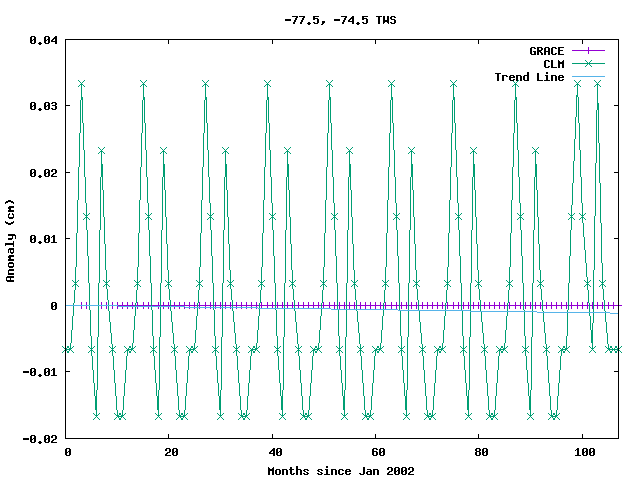 -77.5, -74.5 TWS
GRACE
CLM
Trend Line
0.04
0.03
0.02
0.01
0
-0.01
-0.02
Anomaly (cm)
0 20 40 60 80 100
Months since Jan 2002